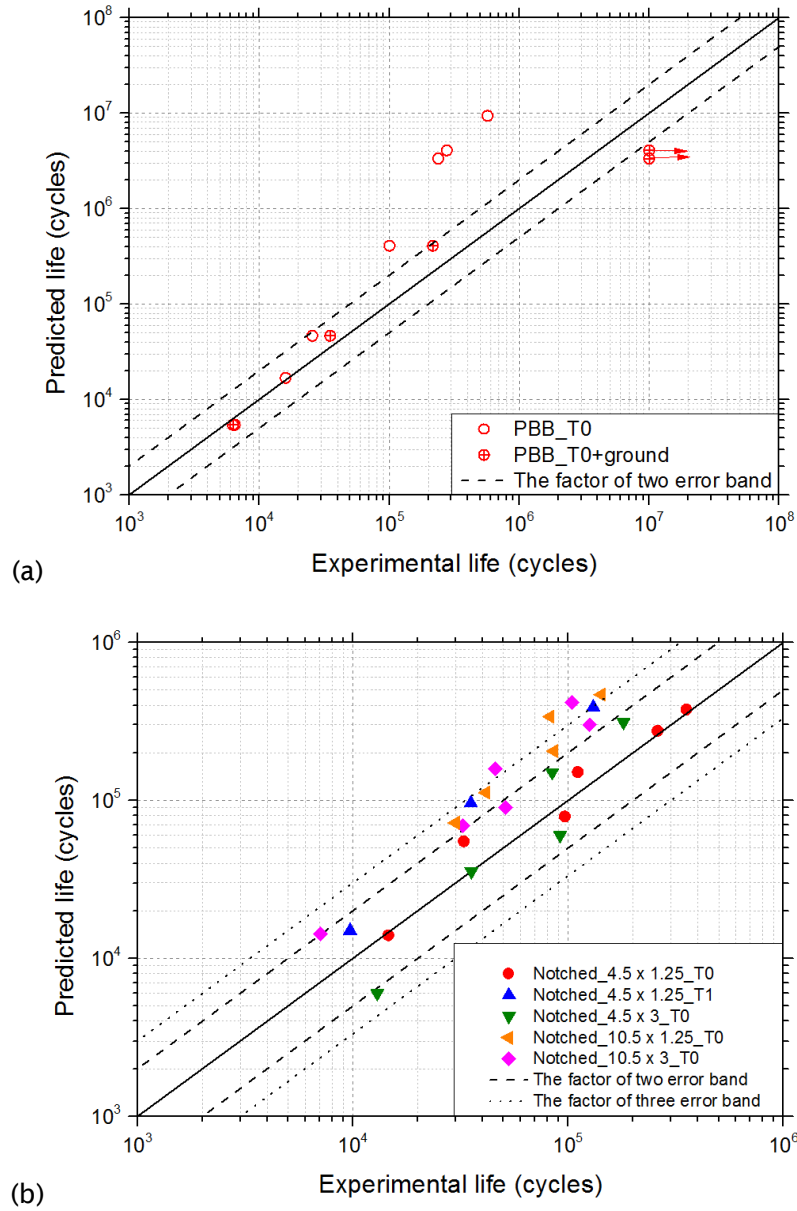 10^8
10^7
10^6
10^5
10^4
10^3
Predicted life (cycles)
PBB_T0
PBB_T0+ground
The factor of two error band
10^3 10^4 10^5 10^6 10^7 10^8
Experimental life (cycles)
(a)
10^6
10^5
10^4
10^3
Predicted life (cycles)
Notched_4.5 x 1.25_T0
Notched_4.5 x 1.25_T1
Notched_4.5 x 3_T0
Notched_10.5 x 1.25_T0
Notched_10.5 x 3_T0
The factor of two error band
The factor of three error band
10^3 10^4 10^5 10^6
Experimental life (cycles)
(b)